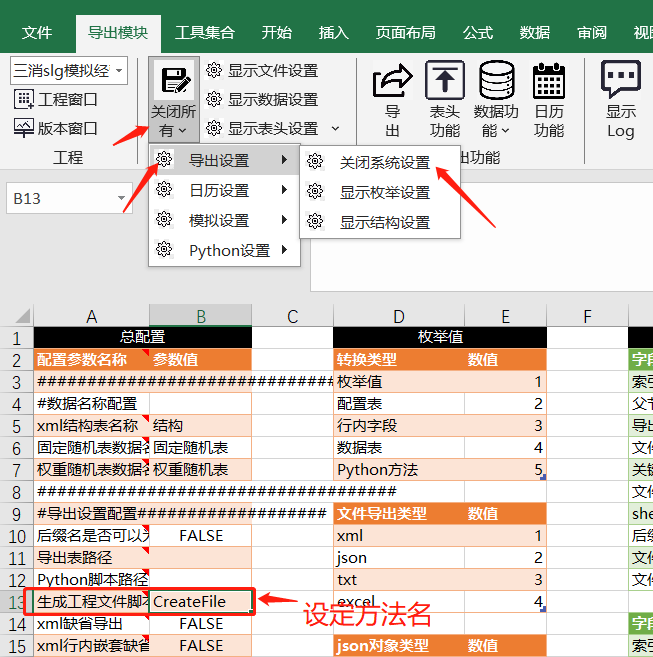 文件 导出模块 工具集合 开始 插入 页面布局 公式 数据 审阅
三消slg模拟经
工程窗口
版本窗口
工程
关闭所有
显示文件设置
显示数据设置
显示表头设置
导出
表头功能
数据功能
日历功能
显示Log
出功能
导出设置
日历设置
模拟设置
Python设置
关闭系统设置
显示枚举设置
显示结构设置
B13
A B C D E F
1 总配置 枚举值
2 配置参数名称 参数值 转换类型 数值
3 ############################# 枚举值 1
4 #数据名称配置 配置表 2
5 xml结构表名称 结构 行内字段 3
6 固定随机表数据 固定随机表 数据表 4
7 权重随机表数据 权重随机表 Python方法 5
8 ###################################
9 #导出设置配置################### 文件导出类型 数值
10 后缀名是否可以为 FALSE xml 1
11 导出表路径 json 2
12 Python脚本路径 txt 3
13 生成工程文件脚 CreateFile excel 4
设定方法名
14 xml缺省导出 FALSE
15 xml行内嵌套缺省 FALSE json对象类型 数值